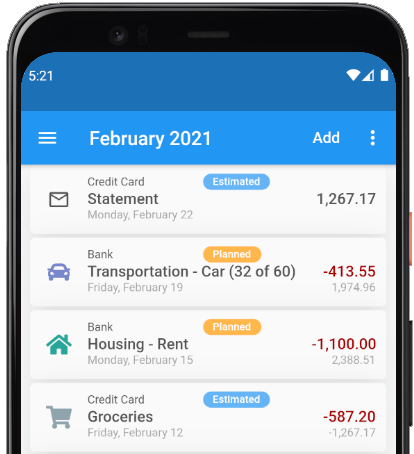 5:21
February 2021 Add
Credit Card Estimated
Statement 1,267.17
Monday, February 22
Bank Planned
Transportation - Car (32 of 60) -413.55
Friday, February 19 1,974.96
Bank Planned
Housing - Rent -1,100.00
Monday, February 15 2,388.51
Credit Card Estimated
Groceries -587.20
Friday, February 12 -1,267.17